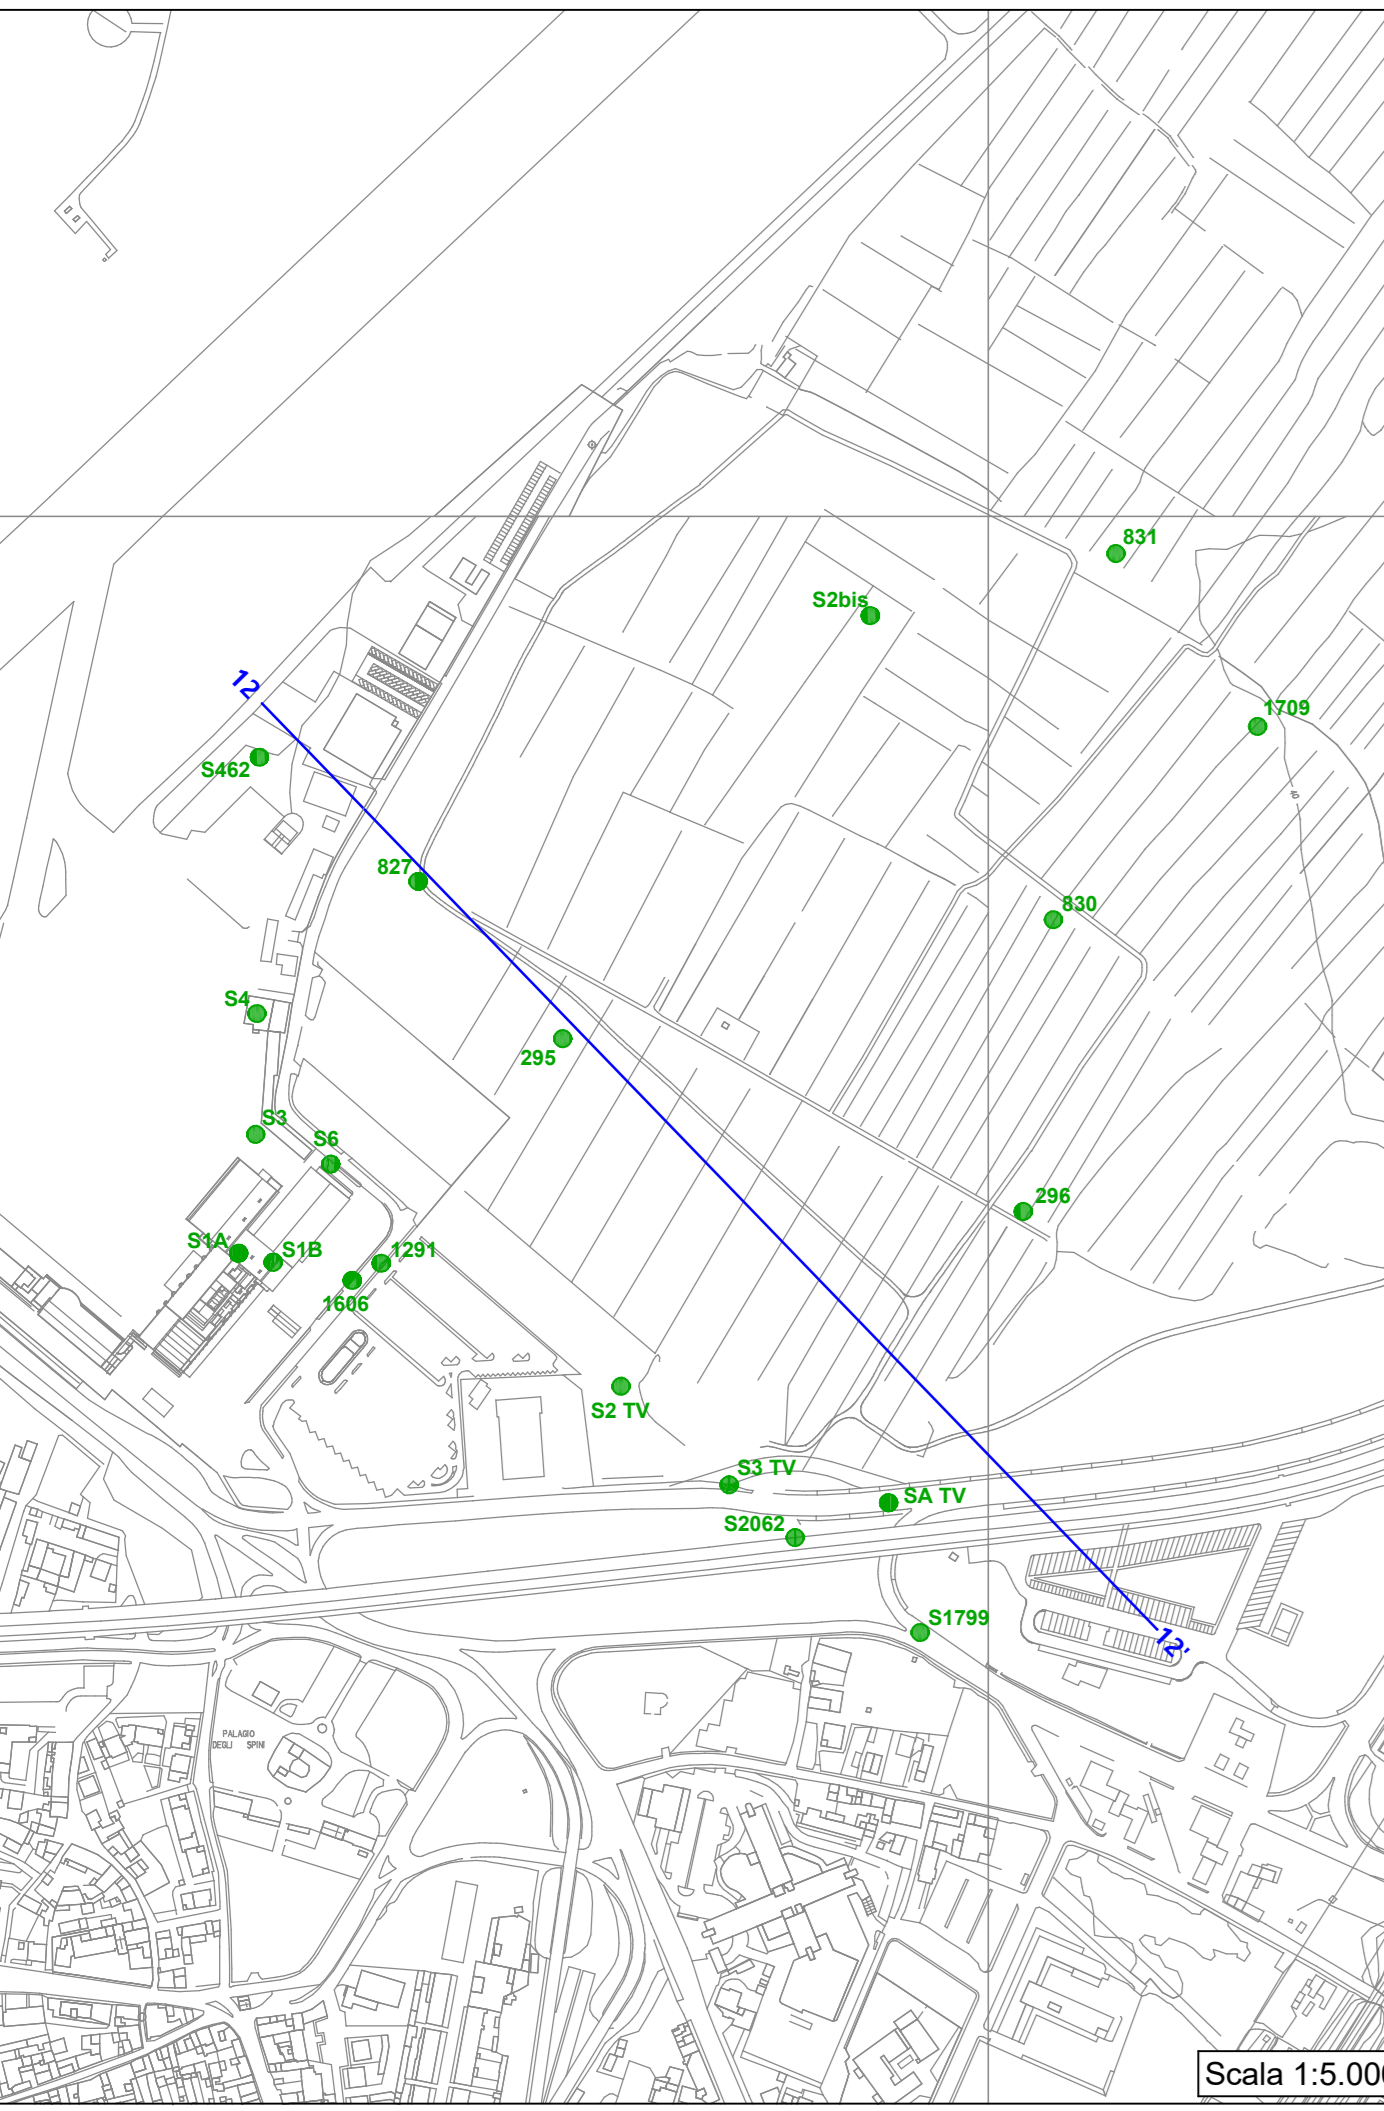 831
S2bis
12
1709
S462
827
830
S4
295
S3
S6
296
S1A
S1B
1291
1606
S2 TV
S3 TV
SA TV
S2062
S1799
12'
PALAGIO
DEGLI SPINI
Scala 1:5.000